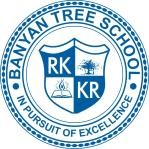 BANYAN TREE SCHOOL
RK
KR
• IN PURSUIT OF EXCELLENCE •